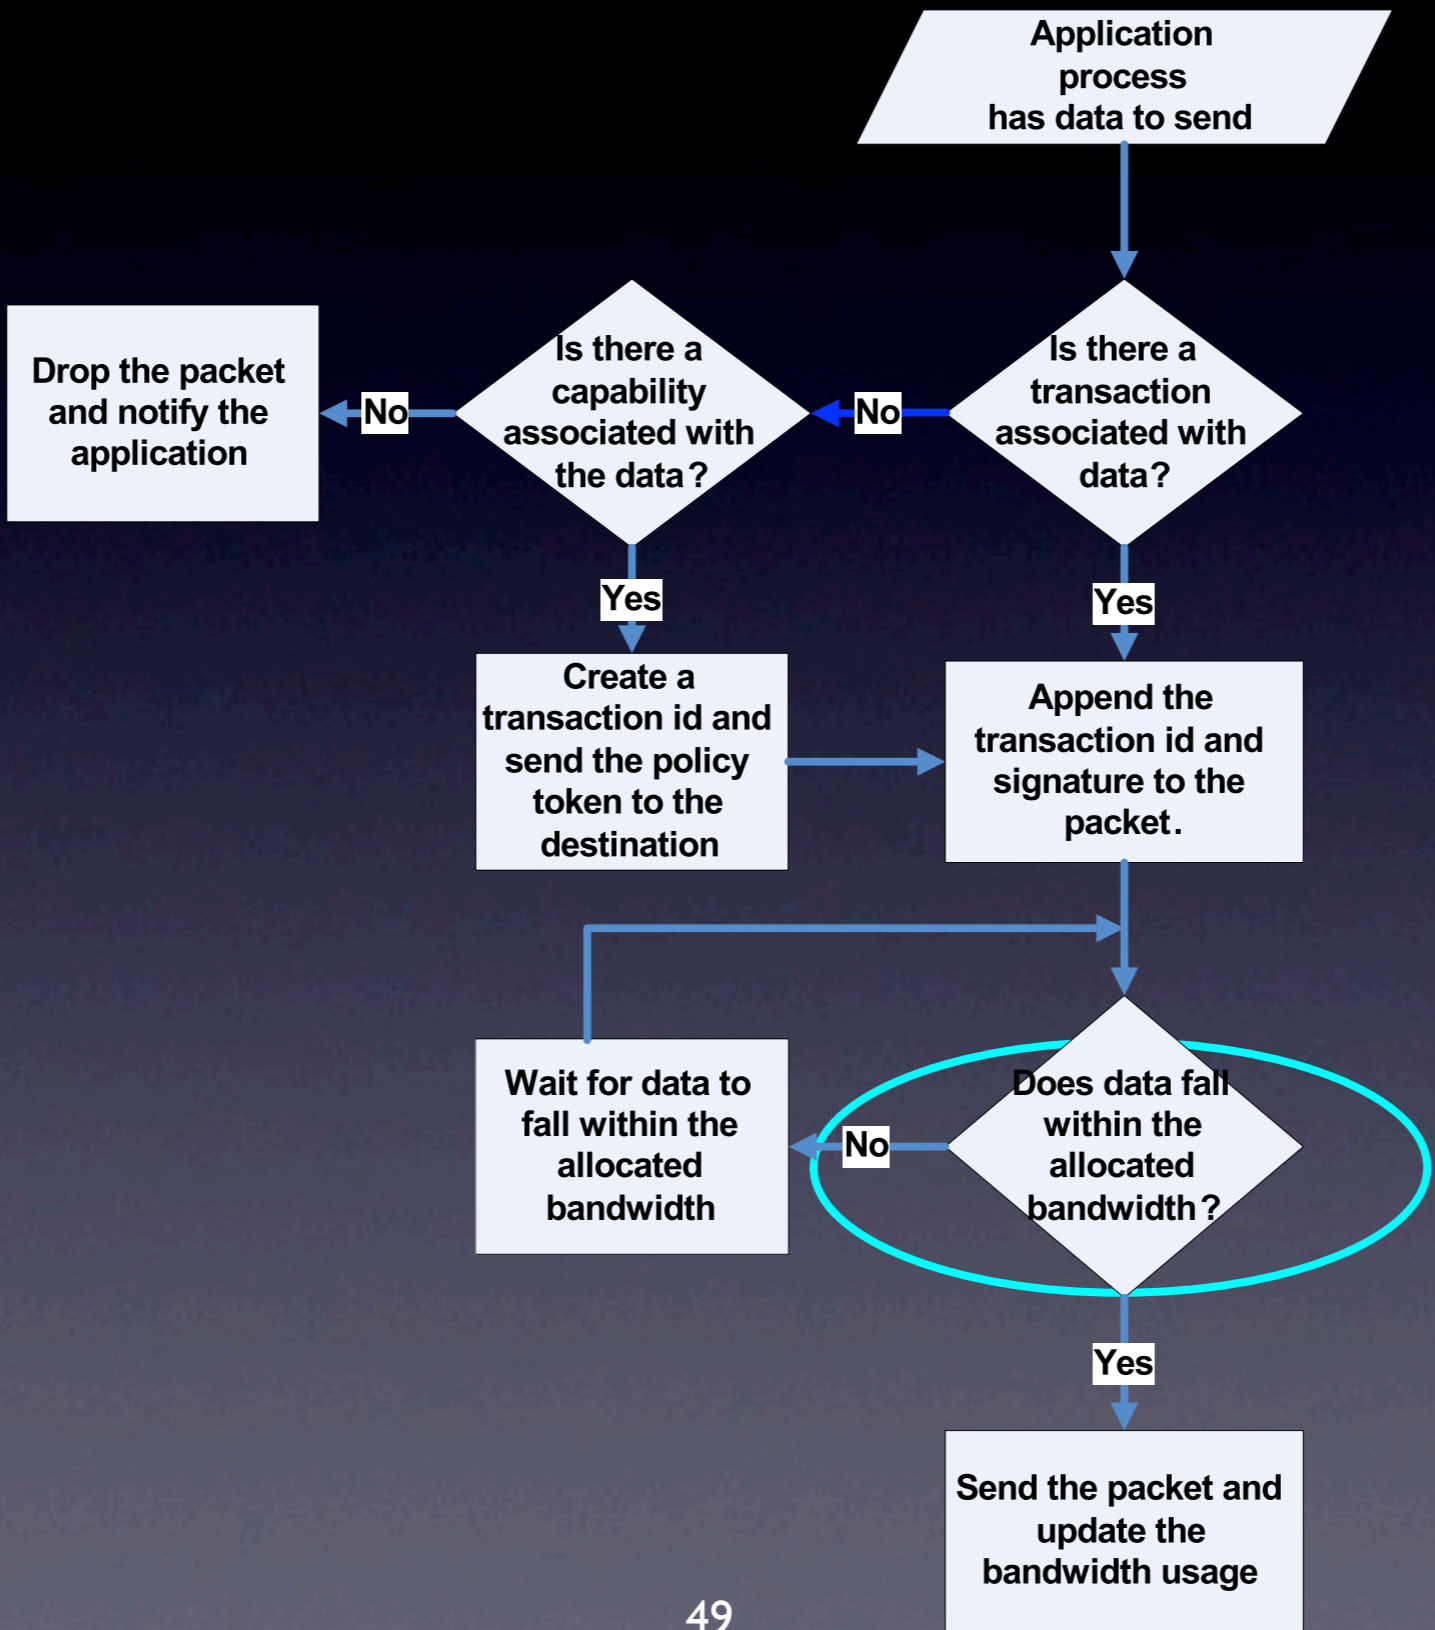 Application
process
has data to send
Is there a
transaction
associated with
data?
No
Is there a
capability
associated with
the data?
No
Drop the packet
and notify the
application
Yes
Create a
transaction id and
send the policy
token to the
destination
Yes
Append the
transaction id and
signature to the
packet.
Does data fall
within the
allocated
bandwidth?
No
Wait for data to
fall within the
allocated
bandwidth
Yes
Send the packet and
update the
bandwidth usage
49